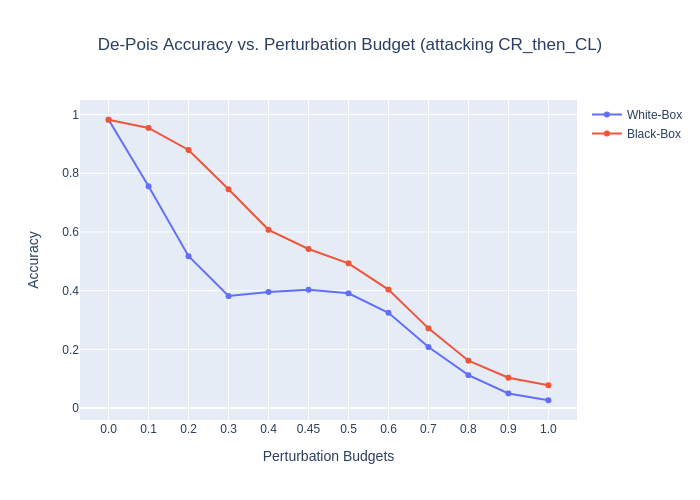 De-Pois Accuracy vs. Perturbation Budget (attacking CR_then_CL)
White-Box
Black-Box
Accuracy
1
0.8
0.6
0.4
0.2
0
0.0 0.1 0.2 0.3 0.4 0.45 0.5 0.6 0.7 0.8 0.9 1.0
Perturbation Budgets